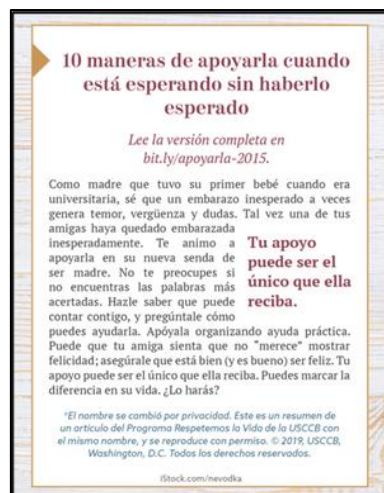 10 maneras de apoyarla cuando
está esperando sin haberlo
esperado
Lee la versión completa en
bit.ly/apoyarla-2015.
Como madre que tuvo su primer bebé cuando era
universitaria, sé que un embarazo inesperado a veces
genera temor, vergüenza y dudas. Tal vez una de tus
amigas haya quedado embarazada
inesperadamente. Te animo a
apoyarla en su nueva senda de
ser madre. No te preocupes si
no encuentras las palabras más
acertadas. Hazle saber que puede
contar contigo, y pregúntale cómo
Tu apoyo
puede ser el
único que ella
reciba.
puedes ayudarla. Apóyala organizando ayuda práctica.
Puede que tu amiga sienta que no "merece" mostrar
felicidad; asegúrale que está bien (y es bueno) ser feliz. Tu
apoyo puede ser el único que ella reciba. Puedes marcar la
diferencia en su vida. ¿Lo harás?
*El nombre se cambió por privacidad. Este es un resumen de
un artículo del Programa Respetemos la Vida de la USCCB con
el mismo nombre, y se reproduce con permiso. © 2019, USCCB,
Washington, D.C. Todos los derechos reservados.
iStock.com/nevodka